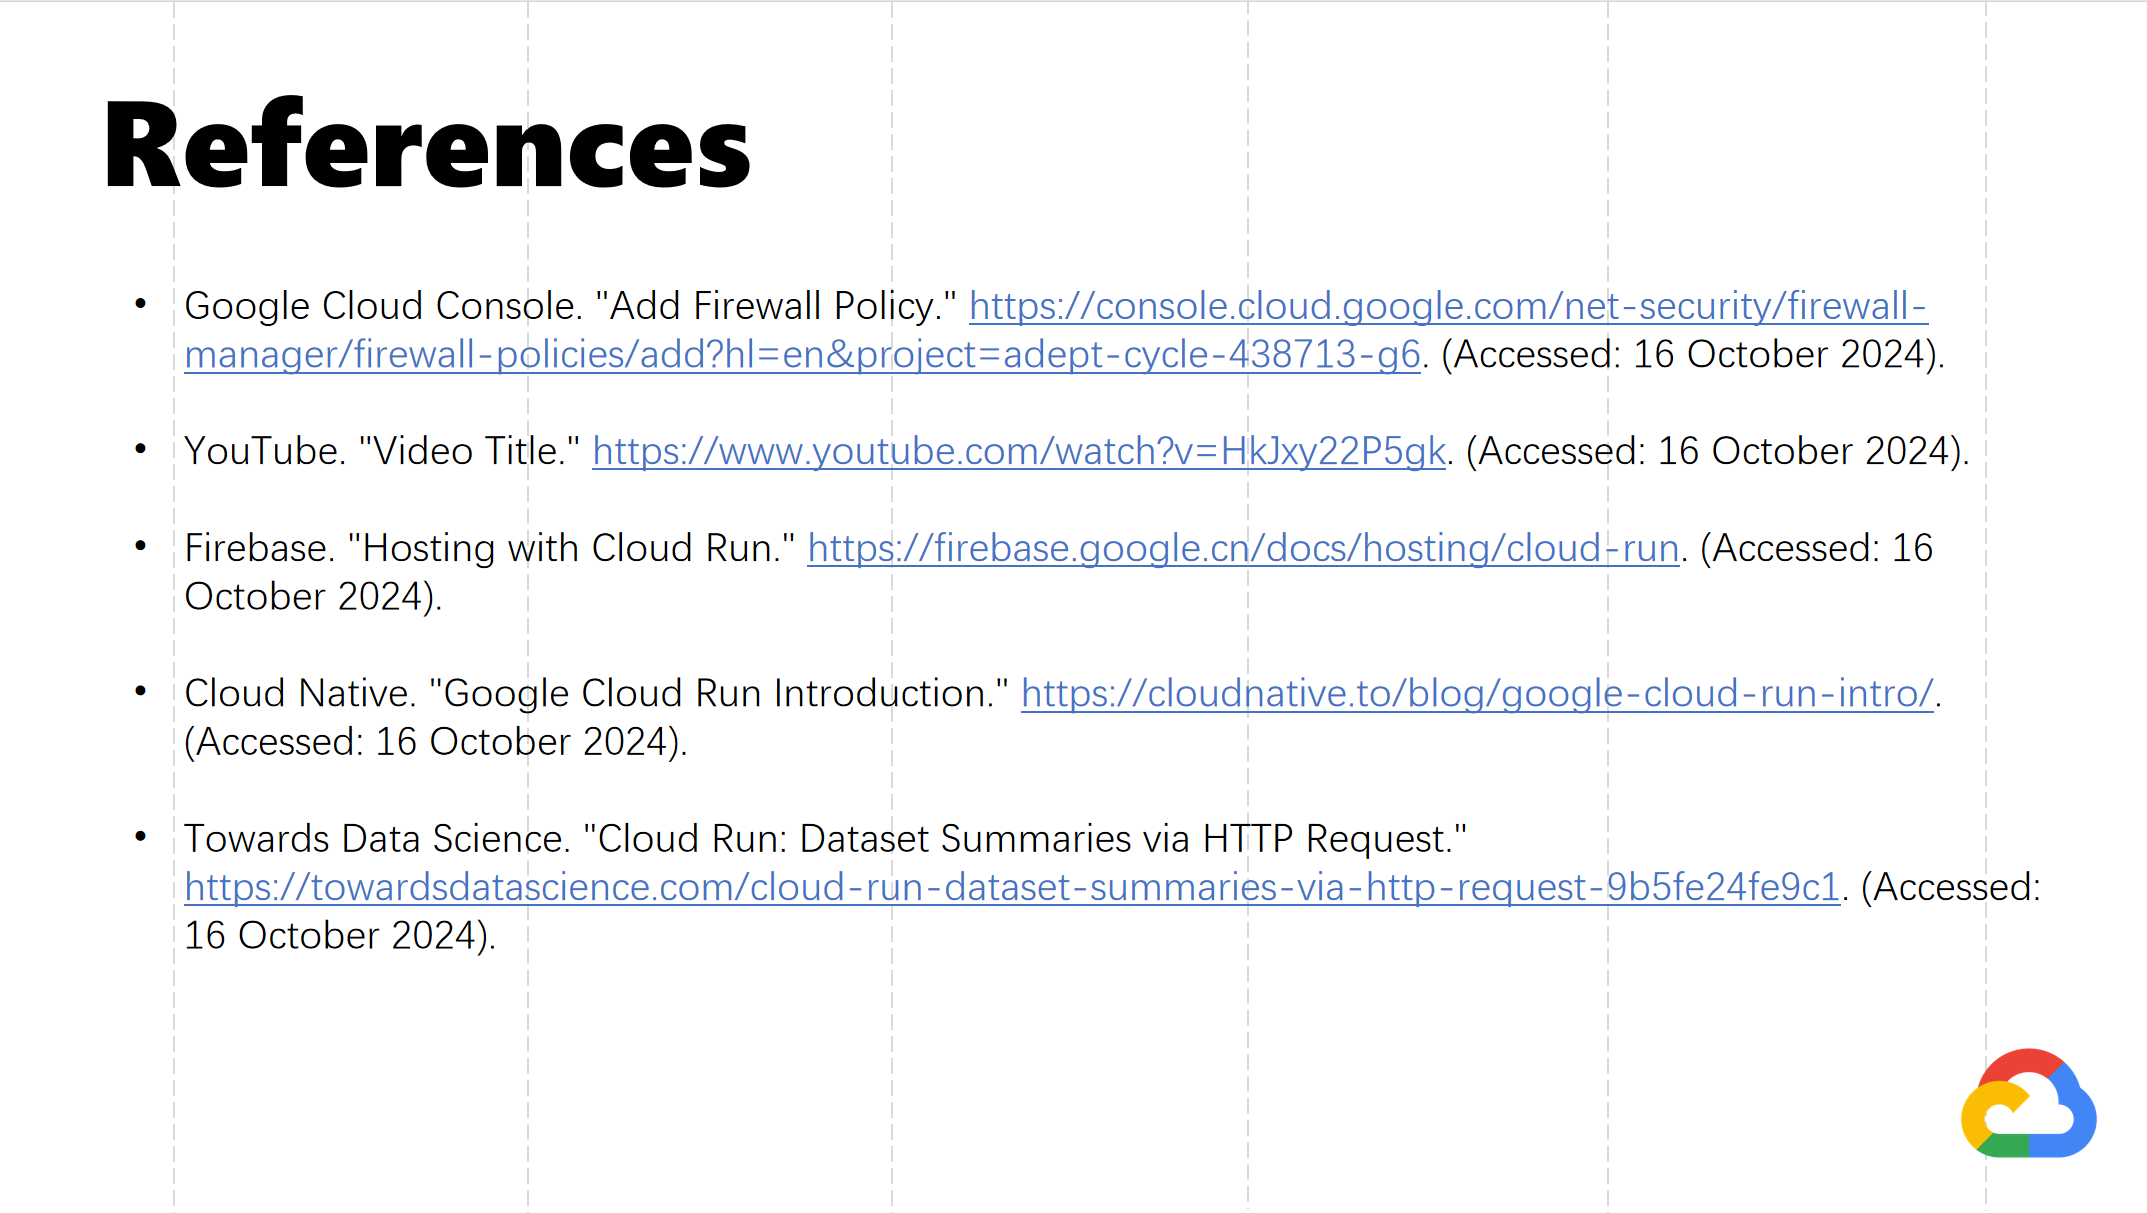 References
• Google Cloud Console. "Add Firewall Policy." https://console.cloud.google.com/net-security/firewall-
manager/firewall-policies/add?hl=en&project=adept-cycle-438713-g6. (Accessed: 16 October 2024).
• YouTube. "Video Title." https://www.youtube.com/watch?v=HkJxy22P5gk. (Accessed: 16 October 2024).
• Firebase. "Hosting with Cloud Run." https://firebase.google.cn/docs/hosting/cloud-run. (Accessed: 16
October 2024).
• Cloud Native. "Google Cloud Run Introduction." https://cloudnative.to/blog/google-cloud-run-intro/.
(Accessed: 16 October 2024).
• Towards Data Science. "Cloud Run: Dataset Summaries via HTTP Request."
https://towardsdatascience.com/cloud-run-dataset-summaries-via-http-request-9b5fe24fe9c1. (Accessed:
16 October 2024).